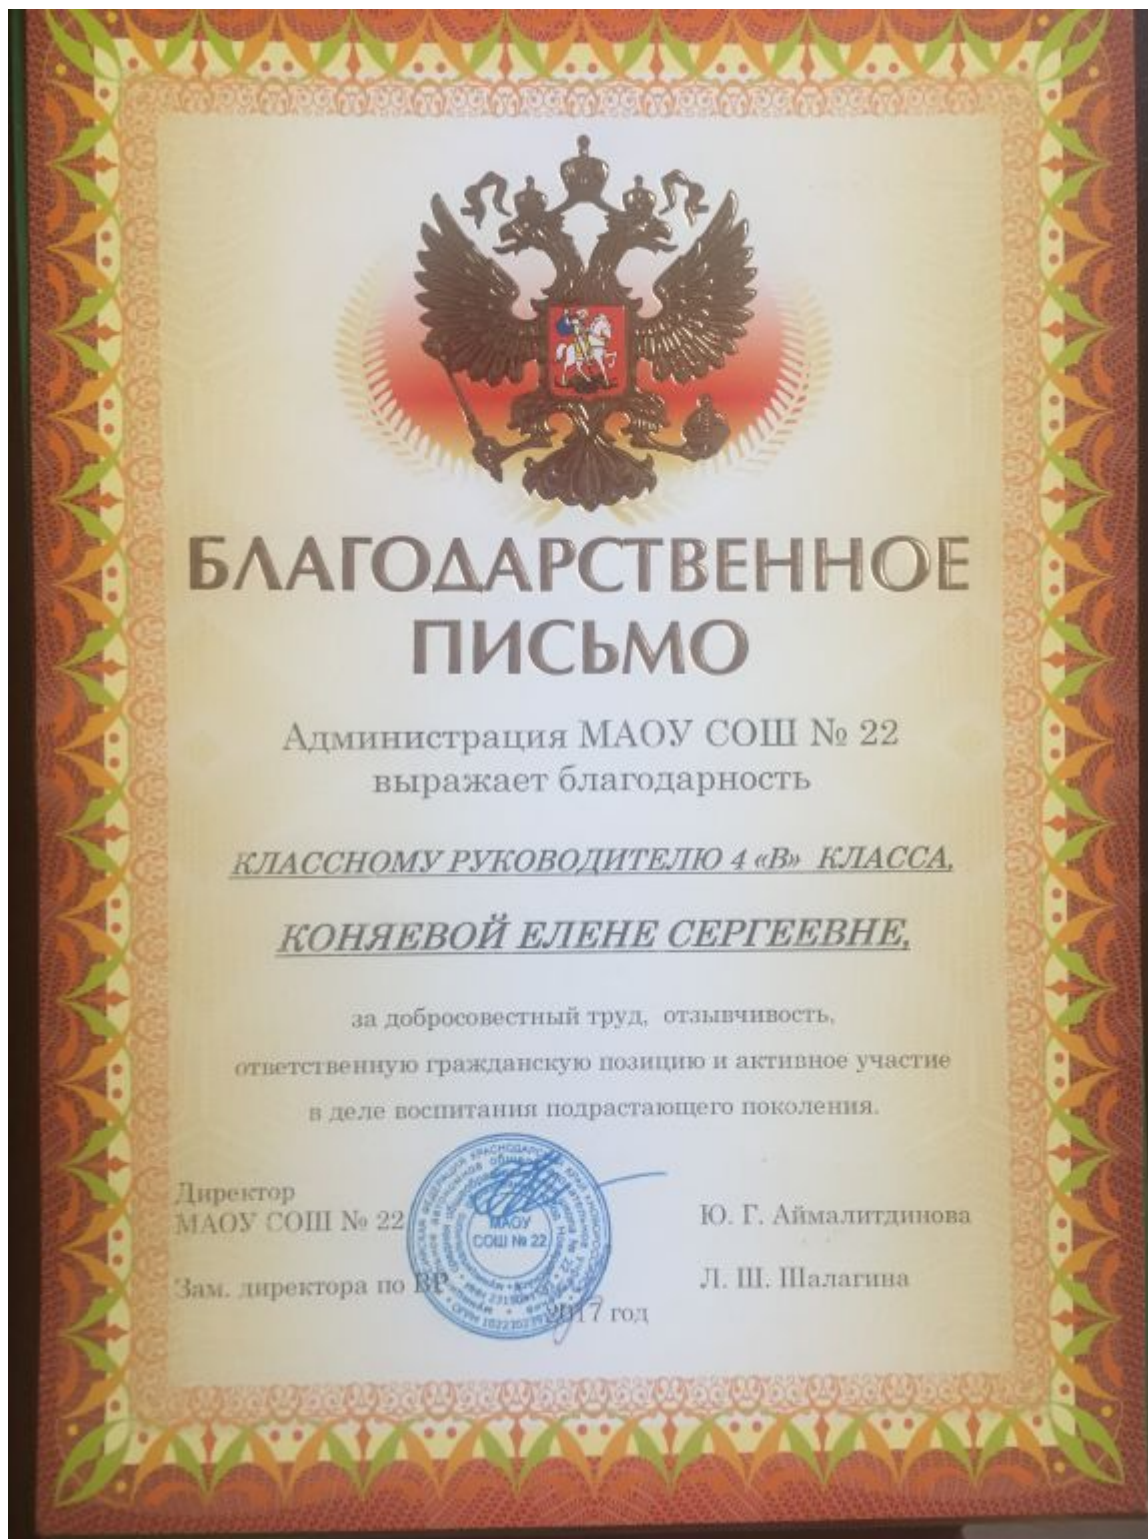 БЛАГОДАРСТВЕННОЕ
ПИСЬМО
Администрация МАОУ СОШ № 22
выражает благодарность
КЛАССНОМУ РУКОВОДИТЕЛЮ 4 «В» КЛАССА,
КОНЯЕВОЙ ЕЛЕНЕ СЕРГЕЕВНЕ,
за добросовестный труд, отзывчивость,
ответственную гражданскую позицию и активное участие
в деле воспитания подрастающего поколения.
Директор
МАОУ СОШ № 22
Ю. Г. Аймалитдинова
МАОУ
СОШ № 22
Зам. директора по ВР
Л. Ш. Шалагина
2017 год